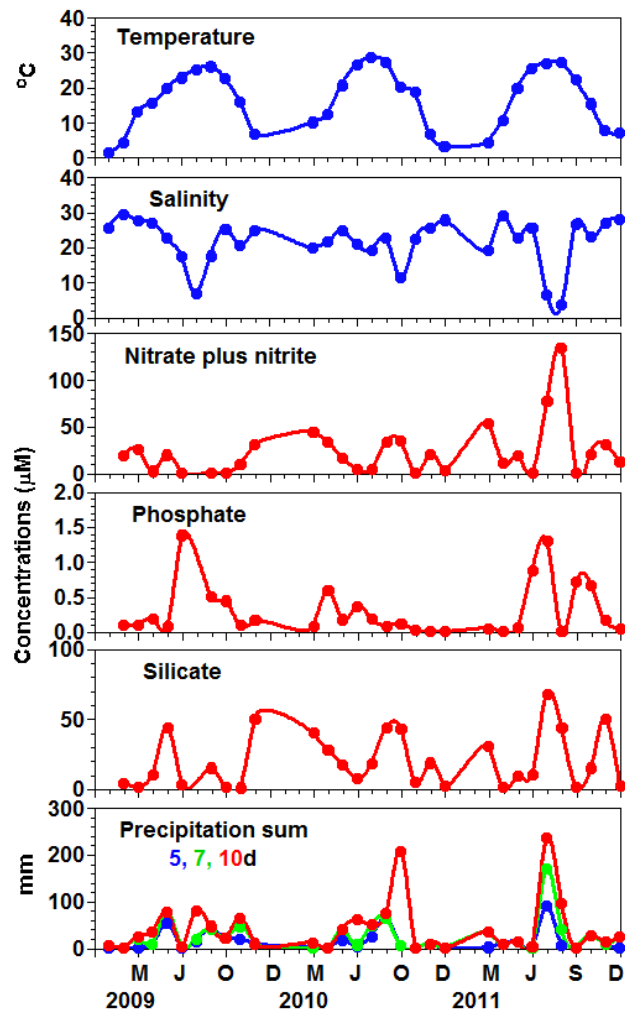 Temperature
°C
40
30
20
10
0
Salinity
40
30
20
10
0
Nitrate plus nitrite
150
100
50
0
Concentrations (μM)
Phosphate
2.0
1.5
1.0
0.5
0.0
Silicate
100
50
0
Precipitation sum
5, 7, 10d
mm
300
200
100
0
M J O D M J O D M J S D
2009 2010 2011